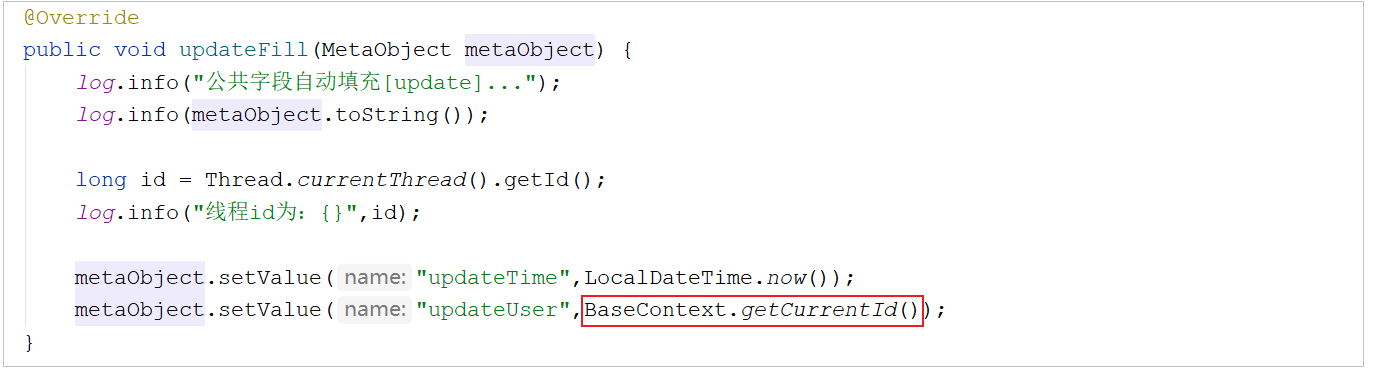 @Override
public void updateFill(MetaObject metaObject) {
log.info("公共字段自动填充[update]...");
log.info(metaObject.toString());
long id = Thread.currentThread().getId();
log.info("线程id为：{}",id);
metaObject.setValue( name: "updateTime",LocalDateTime.now());
metaObject.setValue( name: "updateUser",BaseContext.getCurrentId());
}